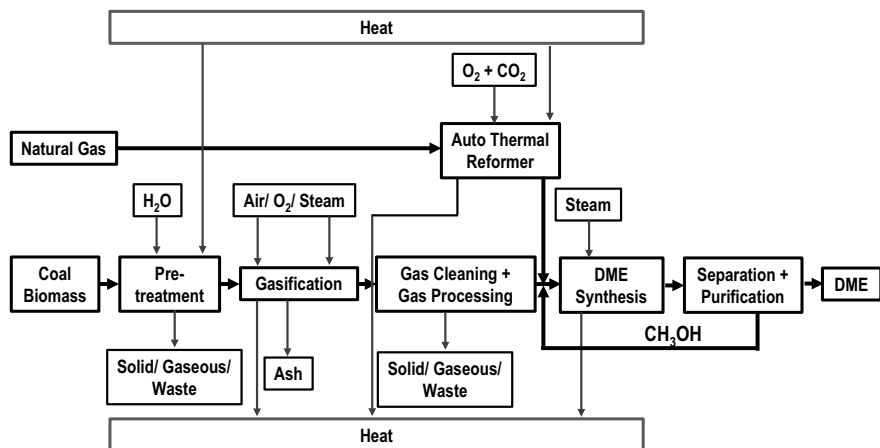 Heat
O₂ + CO₂
Natural Gas
Auto Thermal
Reformer
H₂O
Air/ O₂/ Steam
Steam
Coal
Biomass
Pre-
treatment
Gasification
Gas Cleaning +
Gas Processing
DME
Synthesis
Separation +
Purification
DME
CH₃OH
Solid/ Gaseous/
Waste
Ash
Solid/ Gaseous/
Waste
Heat